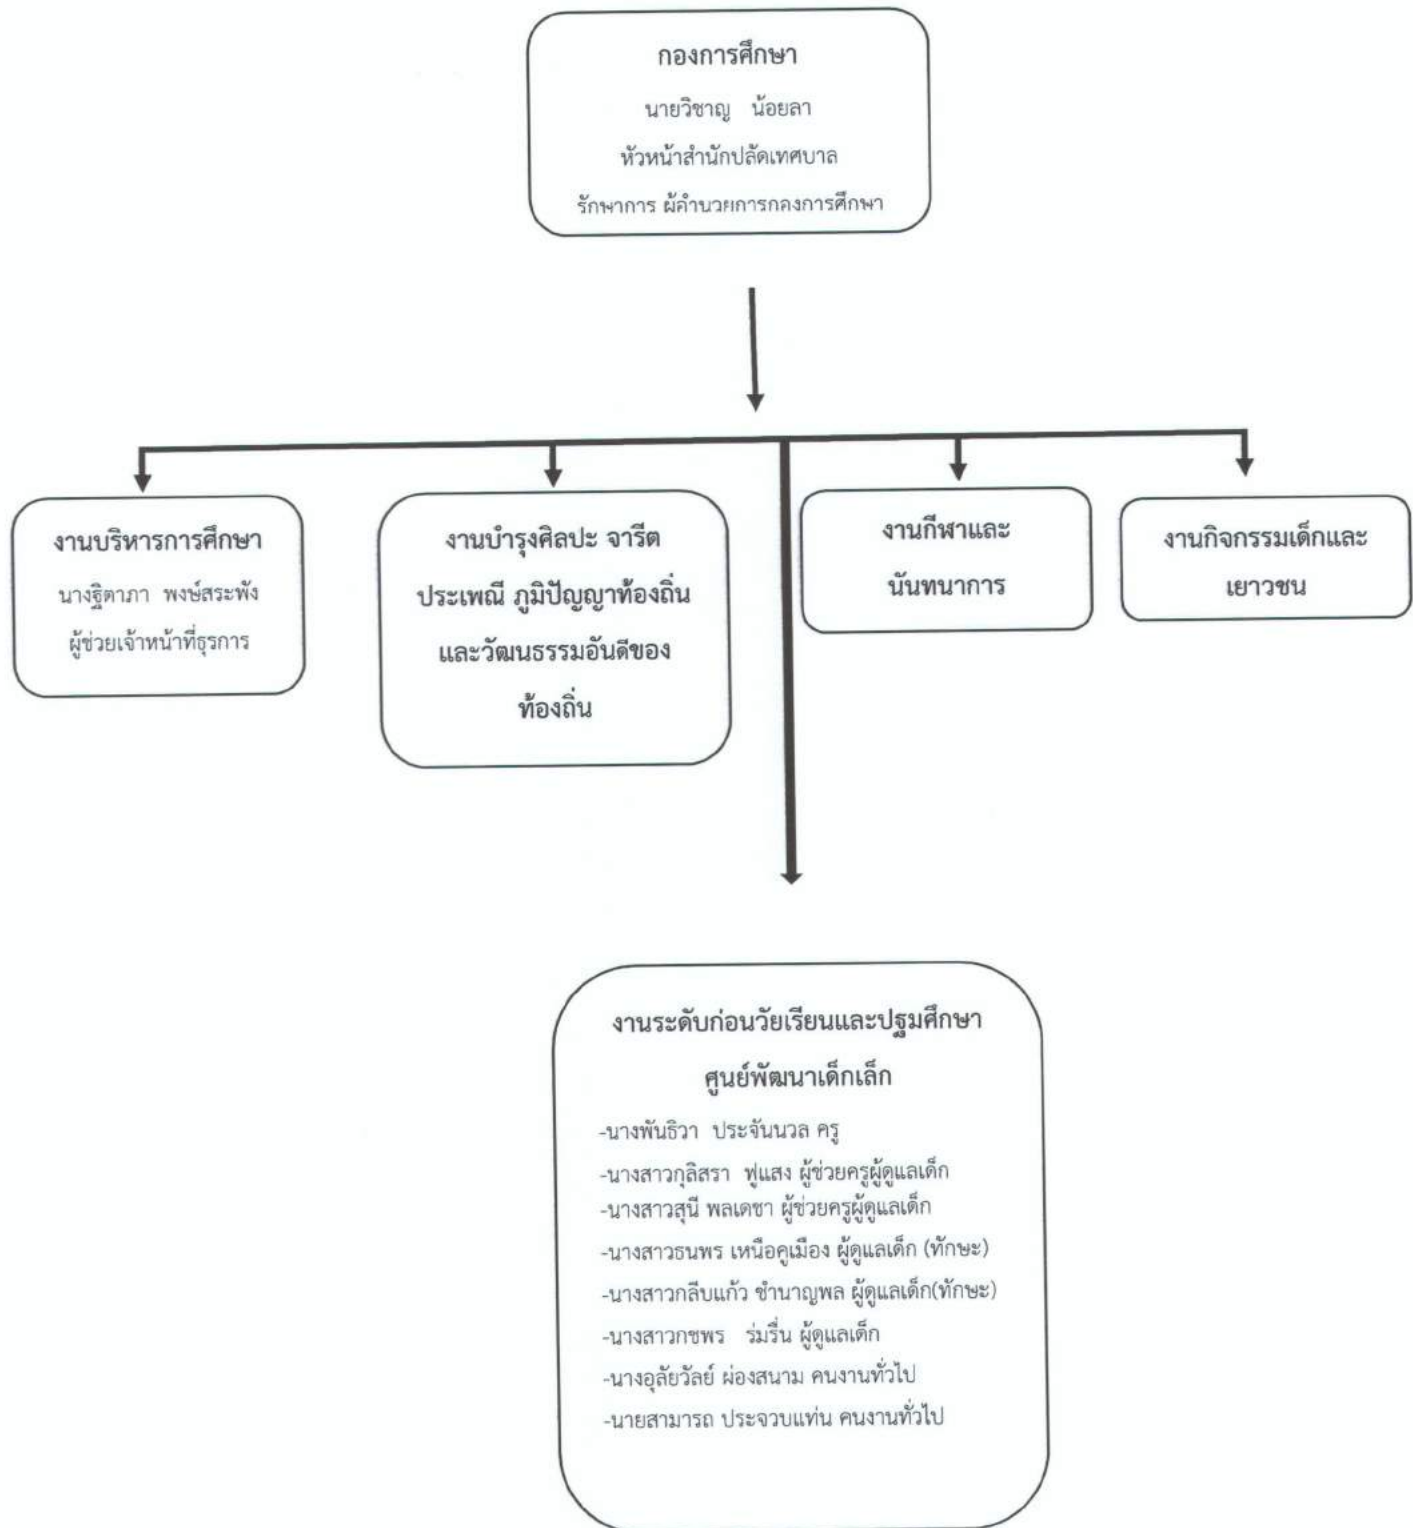 กองการศึกษา
นายวิชาญ น้อยลา
หัวหน้าสำนักปลัดเทศบาล
รักษาการ ผู้อำนวยการกองการศึกษา
งานบริหารการศึกษา
นางฐิตาภา พงษ์สระพัง
ผู้ช่วยเจ้าหน้าที่ธุรการ
งานบำรุงศิลปะ จารีต
ประเพณี ภูมิปัญญาท้องถิ่น
และวัฒนธรรมอันดีของ
ท้องถิ่น
งานกีฬาและ
นันทนาการ
งานกิจกรรมเด็กและ
เยาวชน
งานระดับก่อนวัยเรียนและปฐมศึกษา
ศูนย์พัฒนาเด็กเล็ก
-นางพันธิวา ประจันนวล ครู
-นางสาวกุลิสรา ฟูแสง ผู้ช่วยครูผู้ดูแลเด็ก
-นางสาวสุนี พลเดชา ผู้ช่วยครูผู้ดูแลเด็ก
-นางสาวธนพร เหนือคูเมือง ผู้ดูแลเด็ก (ทักษะ)
-นางสาวกลีบแก้ว ชำนาญพล ผู้ดูแลเด็ก(ทักษะ)
-นางสาวกชพร ร่มรื่น ผู้ดูแลเด็ก
-นางอุลัยวัลย์ ผ่องสนาม คนงานทั่วไป
-นายสามารถ ประจวบแท่น คนงานทั่วไป